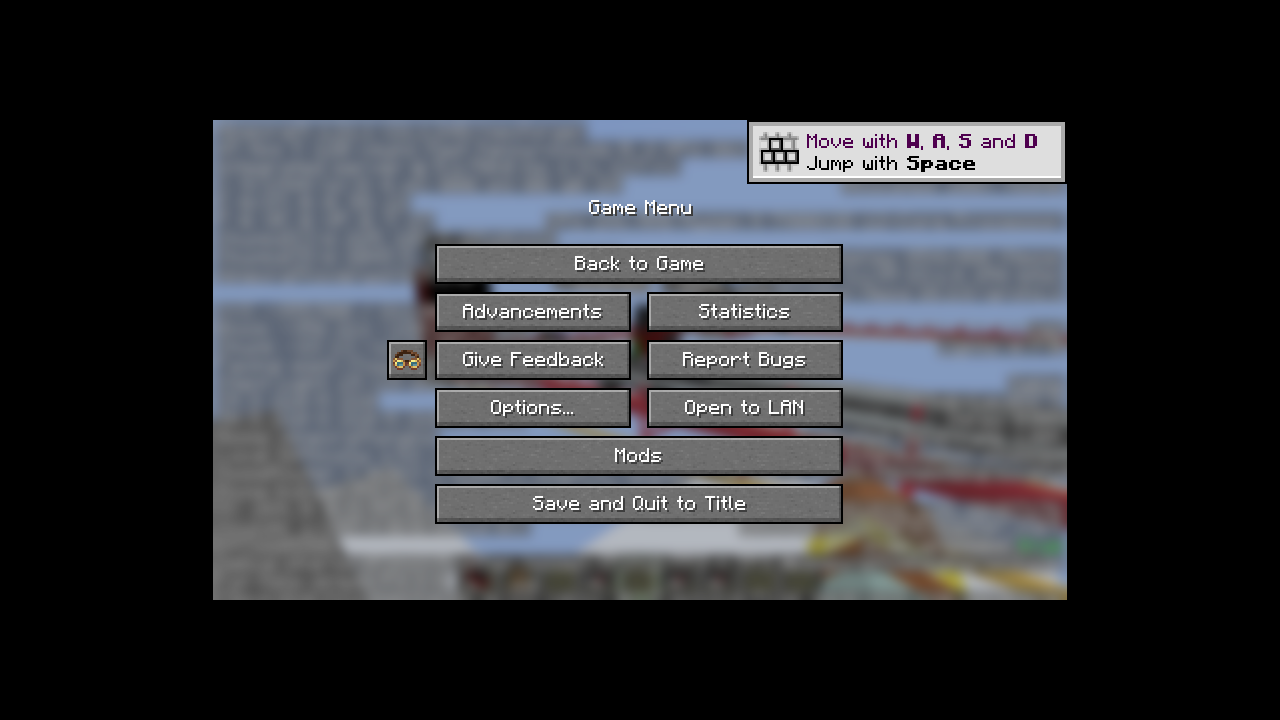 Move with W, A, S and D
Jump with Space
Game Menu
Back to Game
Advancements
Statistics
Give Feedback
Report Bugs
Options...
Open to LAN
Mods
Save and Quit to Title